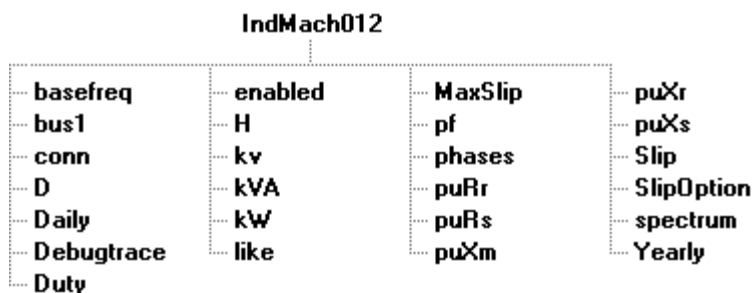 IndMach012
basefreq
bus1
conn
D
Daily
Debugtrace
Duty
enabled
H
kv
kVA
kW
like
MaxSlip
pf
phases
puRr
puRs
puXm
puXr
puXs
Slip
SlipOption
spectrum
Yearly